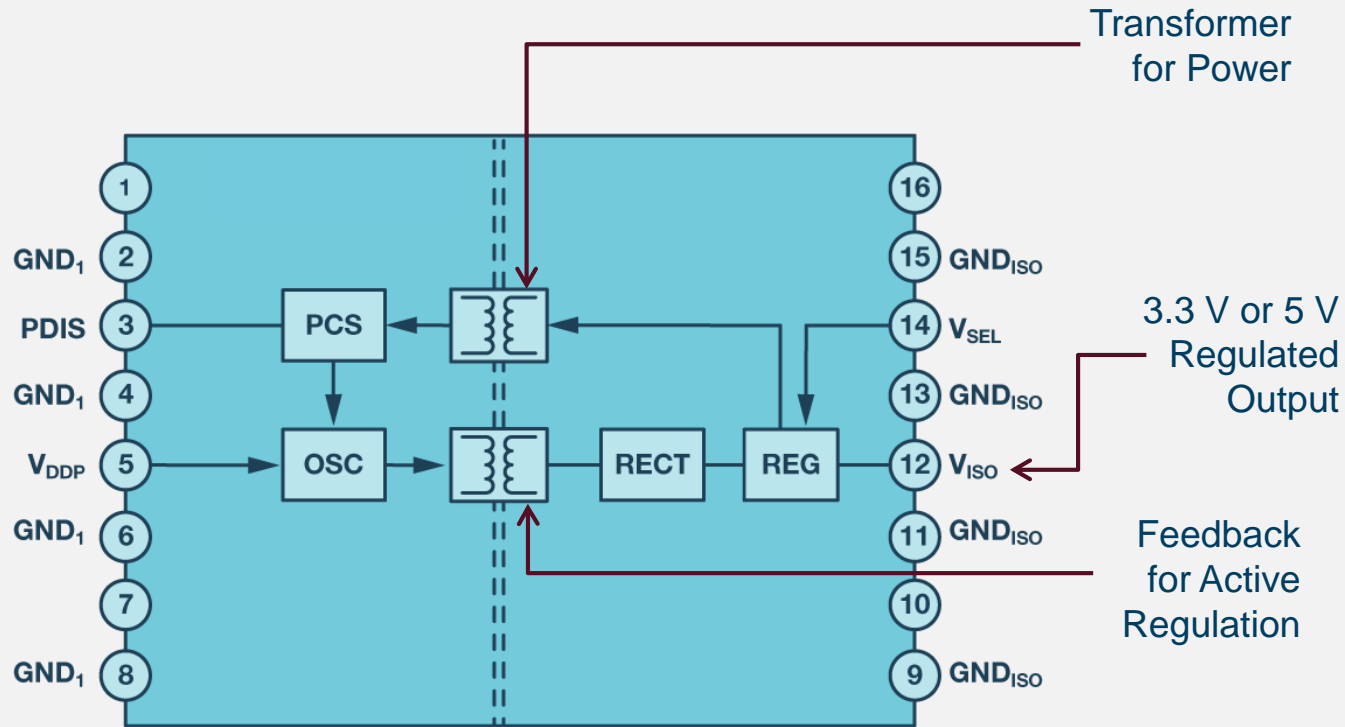 Transformer
for Power
1
16
GND₁ 2
15 GNDISO
PDIS 3
PCS
14 VSEL
3.3 V or 5 V
Regulated
Output
GND₁ 4
13 GNDISO
VDDP 5
OSC
RECT
REG
12 VISO
GND₁ 6
11 GNDISO
Feedback
for Active
Regulation
7
10
GND₁ 8
9 GNDISO